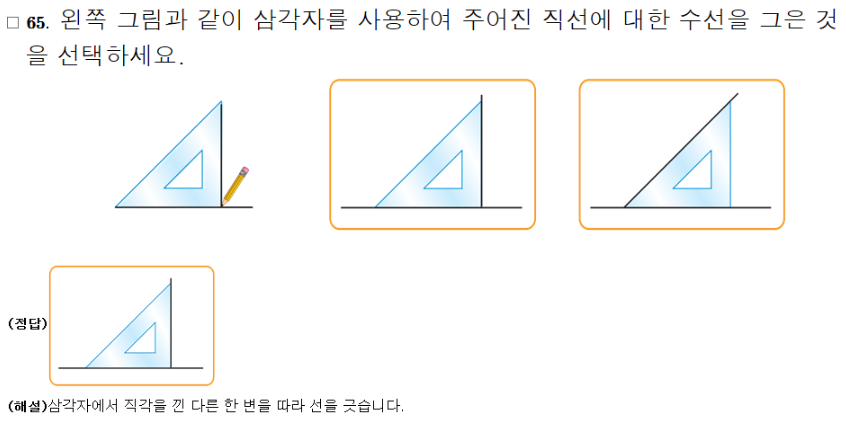 □ 65. 왼쪽 그림과 같이 삼각자를 사용하여 주어진 직선에 대한 수선을 그은 것
을 선택하세요.
(정답)
(해설)삼각자에서 직각을 낀 다른 한 변을 따라 선을 긋습니다.